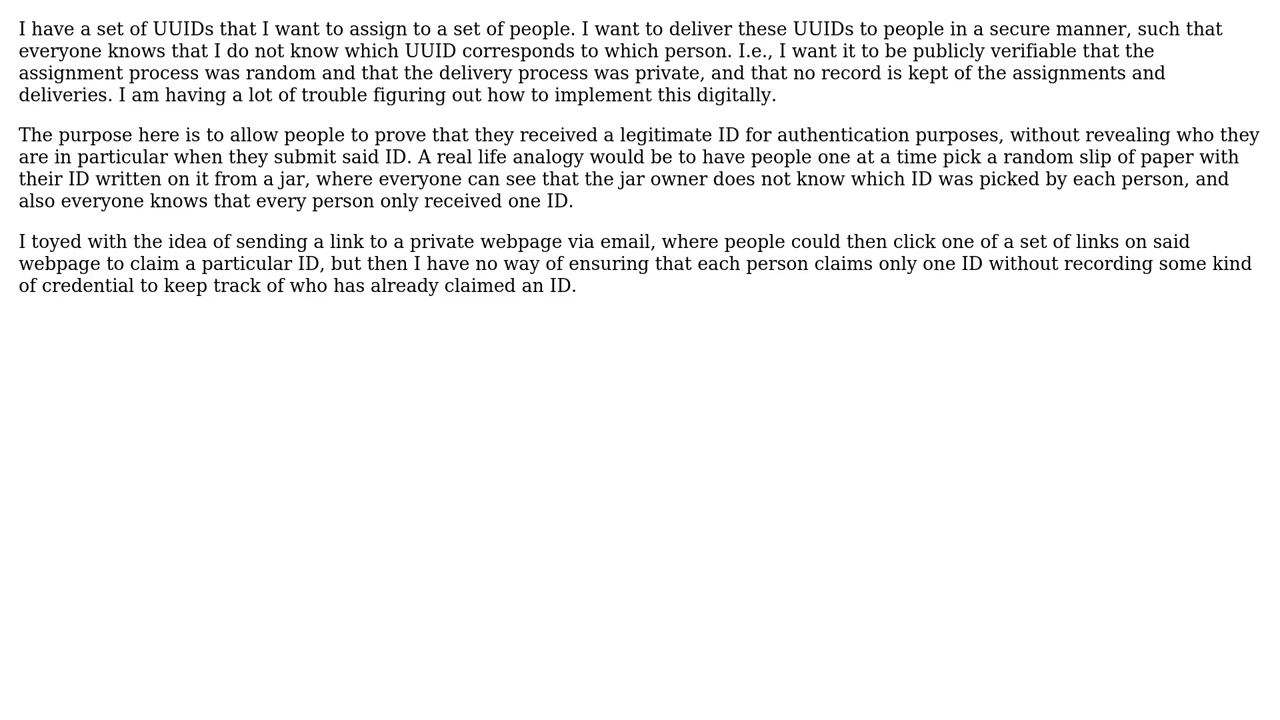 I have a set of UUIDs that I want to assign to a set of people. I want to deliver these UUIDs to people in a secure manner, such that
everyone knows that I do not know which UUID corresponds to which person. I.e., I want it to be publicly verifiable that the
assignment process was random and that the delivery process was private, and that no record is kept of the assignments and
deliveries. I am having a lot of trouble figuring out how to implement this digitally.
The purpose here is to allow people to prove that they received a legitimate ID for authentication purposes, without revealing who they
are in particular when they submit said ID. A real life analogy would be to have people one at a time pick a random slip of paper with
their ID written on it from a jar, where everyone can see that the jar owner does not know which ID was picked by each person, and
also everyone knows that every person only received one ID.
I toyed with the idea of sending a link to a private webpage via email, where people could then click one of a set of links on said
webpage to claim a particular ID, but then I have no way of ensuring that each person claims only one ID without recording some kind
of credential to keep track of who has already claimed an ID.